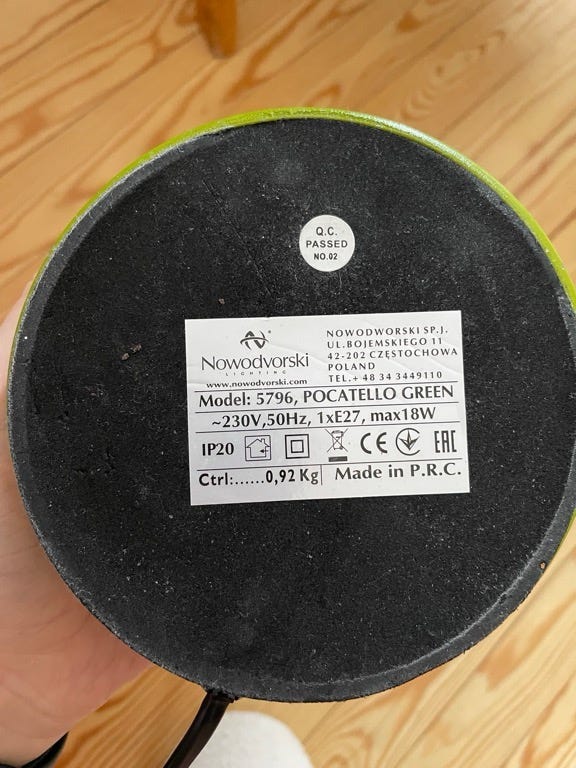 Q.C.
PASSED
NO.02
Nowodvorski
LIGHTING
www.nowodvorski.com
NOWODWORSKI SP.J.
UL.BOJEMSKIEGO 11
42-202 CZĘSTOCHOWA
POLAND
TEL.+ 48 34 3449110
Model: 5796, POCATELLO GREEN
~230V,50Hz, 1xE27, max18W
IP20 CE EAC
Ctrl:......0,92 Kg Made in P.R.C.